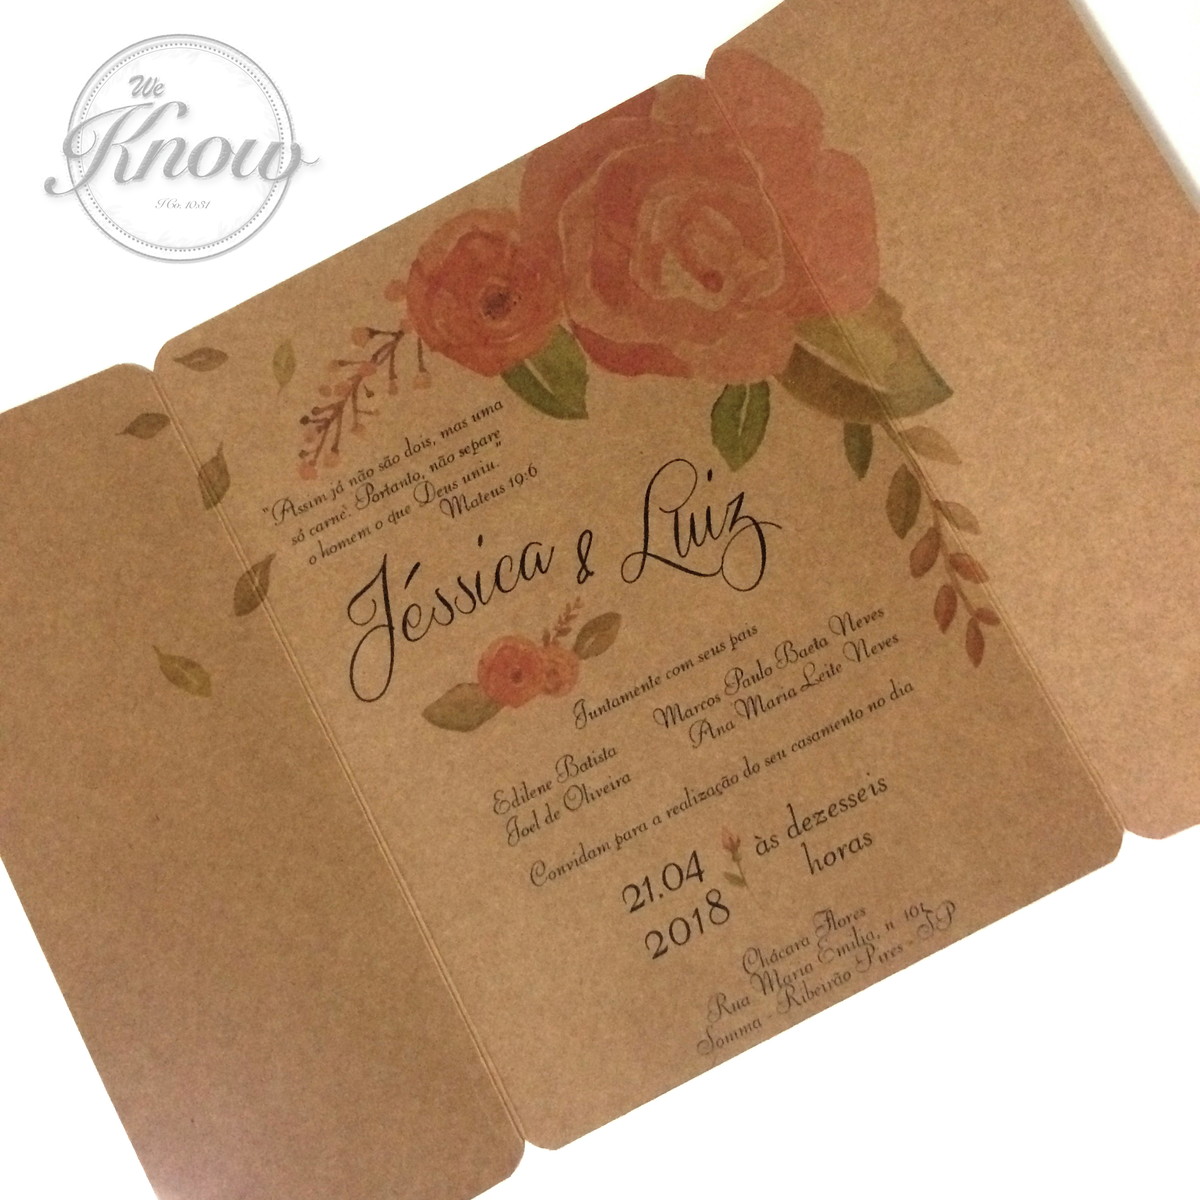 We
Know
"Assim já não são dois, mas uma
só carne. Portanto, não separe
o homem o que Deus uniu."
Mateus 19:6
Jéssica & Luiz
Juntamente com seus pais
Edilene Batista
Joel de Oliveira
Marcos Paulo Baeta Neves
Ana Maria Leite Neves
Convidam para a realização do seu casamento no dia
21.04
2018
às dezesseis
horas
Chácara Flores
Rua Maria Emília, n 101
Somma - Ribeirão Pires - SP